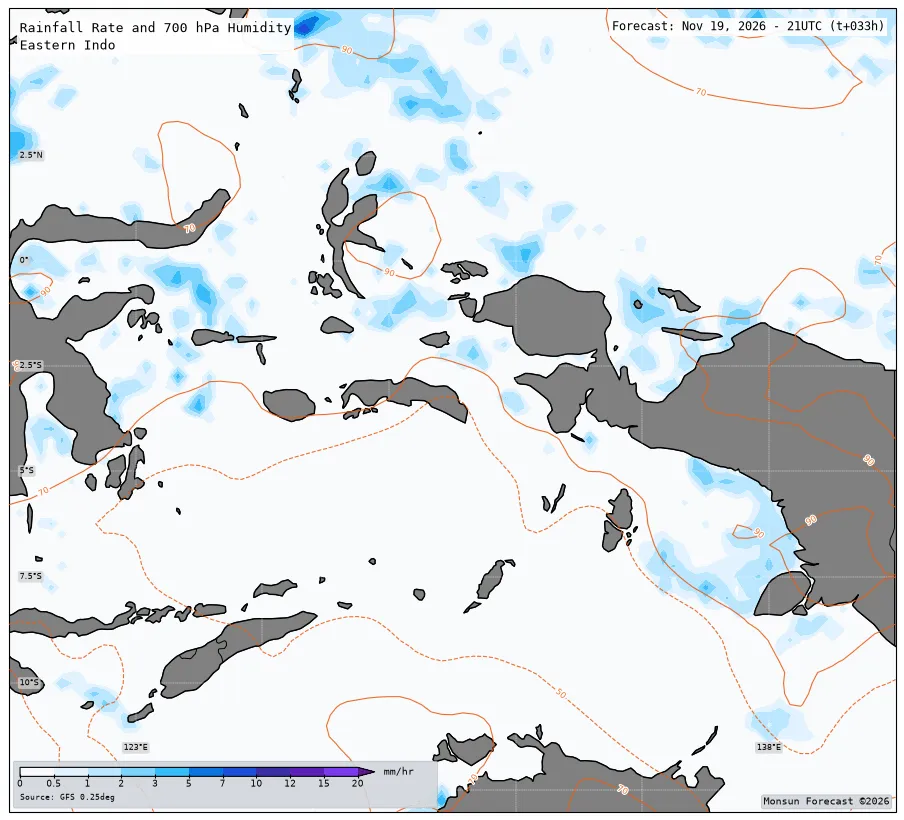 Rainfall Rate and 700 hPa Humidity
Eastern Indo
Forecast: Nov 19, 2026 - 21UTC (t+033h)
90
70
2.5°N
70
0°
90
70
90
2.5°S
90
5°S
70
90
90
7.5°S
10°S
50
123°E
138°E
70
70
mm/hr
0 0.5 1 2 3 5 7 10 12 15 20
Source: GFS 0.25deg
Monsun Forecast ©2026